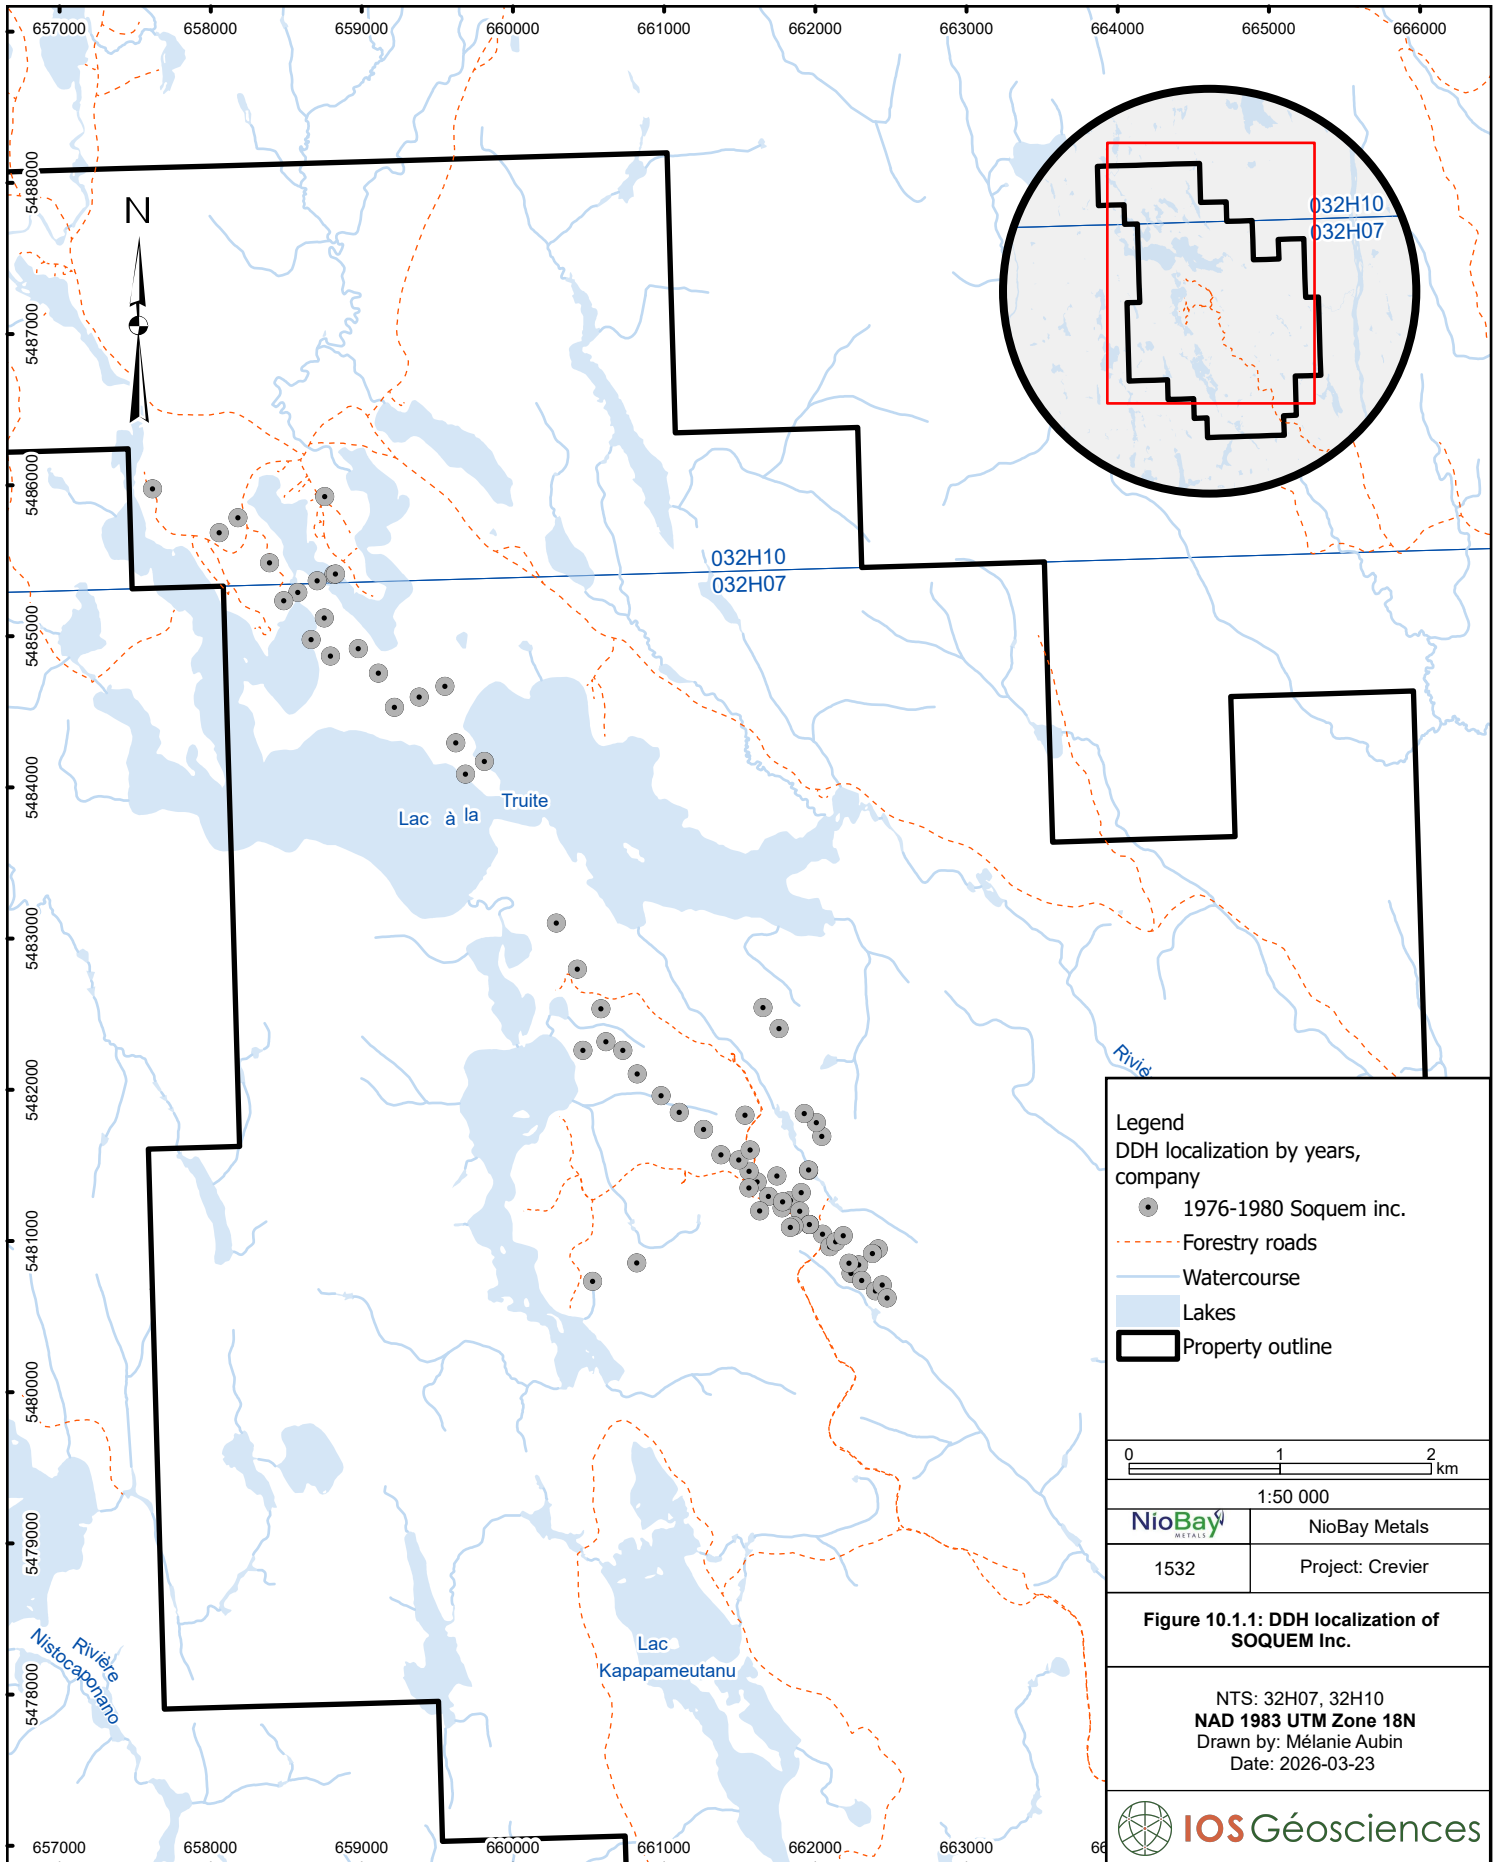 657000 658000 659000 660000 661000 662000 663000 664000 665000 666000
5488000
5487000
5486000
5485000
5484000
5483000
5482000
5481000
5480000
5479000
5478000
N
032H10
032H07
032H10
032H07
Lac à la Truite
Riviè
Rivière
Nistocaponano
Lac
Kapapameutanu
Legend
DDH localization by years,
company
1976-1980 Soquem inc.
Forestry roads
Watercourse
Lakes
Property outline
0 1 2
km
1:50 000
NioBay
METALS
NioBay Metals
1532
Project: Crevier
Figure 10.1.1: DDH localization of
SOQUEM Inc.
NTS: 32H07, 32H10
NAD 1983 UTM Zone 18N
Drawn by: Mélanie Aubin
Date: 2026-03-23
IOS Géosciences
657000 658000 659000 660000 661000 662000 663000 66